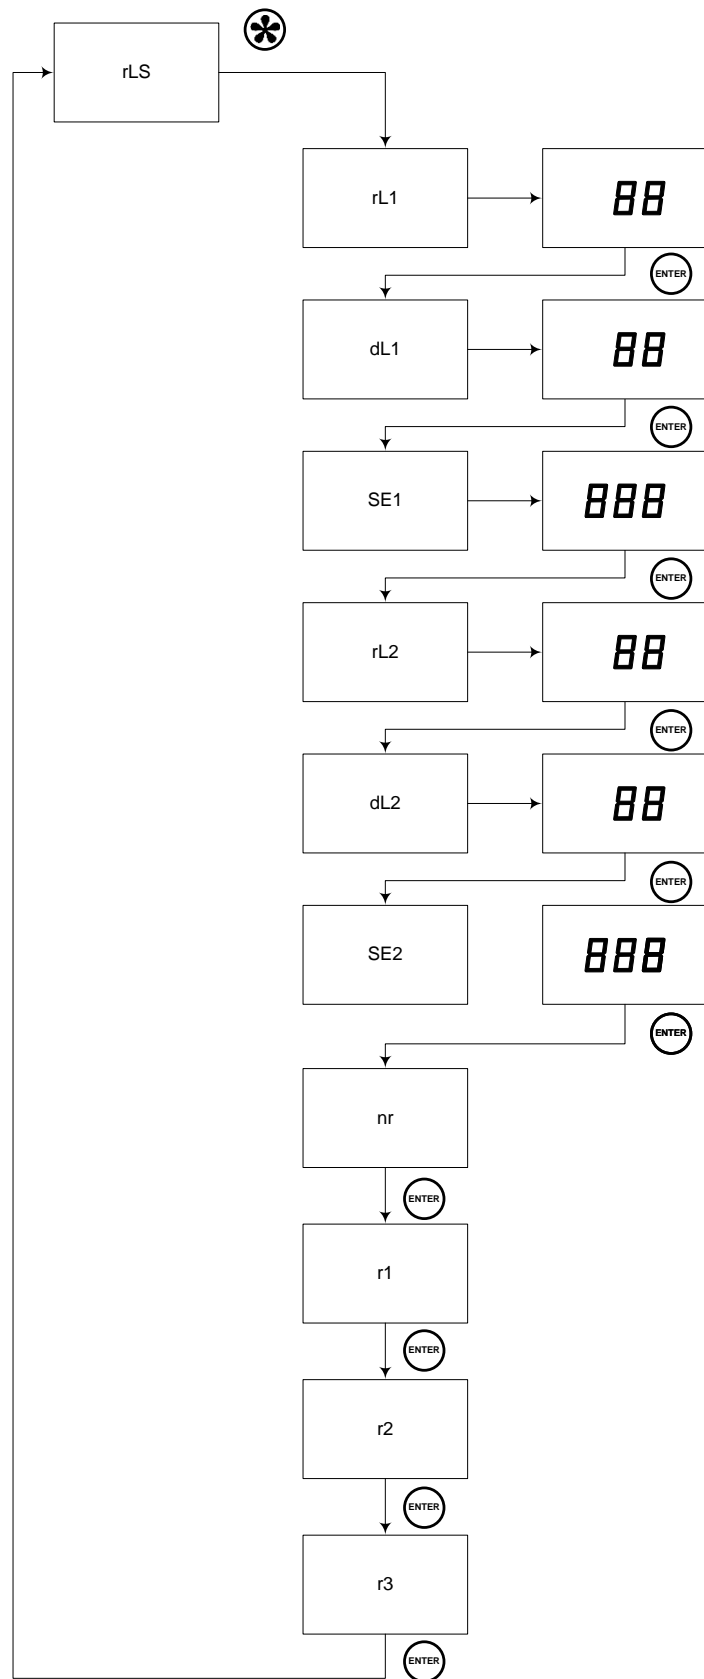 rLS
rL1
88
ENTER
dL1
88
ENTER
SE1
888
ENTER
rL2
88
ENTER
dL2
88
ENTER
SE2
888
ENTER
nr
ENTER
r1
ENTER
r2
ENTER
r3
ENTER